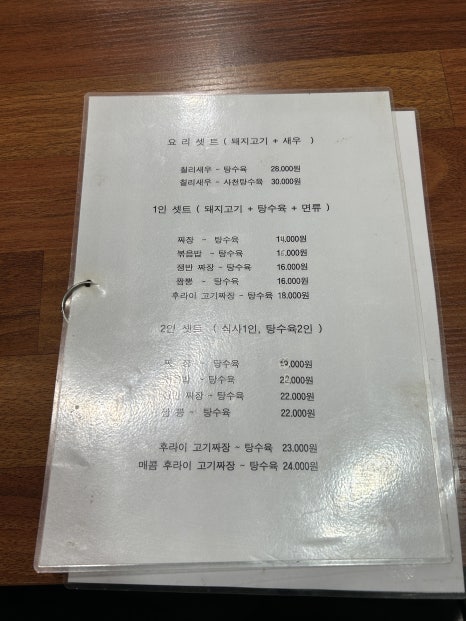 요 리 셋 트 ( 돼지고기 + 새우 )
칠리새우 - 탕수육 28.000원
칠리새우 - 사천탕수육 30.000원
1인 셋트 ( 돼지고기 + 탕수육 + 면류 )
짜장 - 탕수육 14.000원
볶음밥 - 탕수육
쟁반 짜장 - 탕수육 16.000원
짬뽕 - 탕수육 16.000원
후라이 고기짜장 - 탕수육 18.000원
2인 셋트 ( 식사1인, 탕수육2인 )
장 - 탕수육
밥 - 탕수육
짜장 - 탕수육 22.000원
뽕 - 탕수육 22,000원
후라이 고기짜장 - 탕수육 23.000원
매콤 후라이 고기짜장 - 탕수육 24.000원